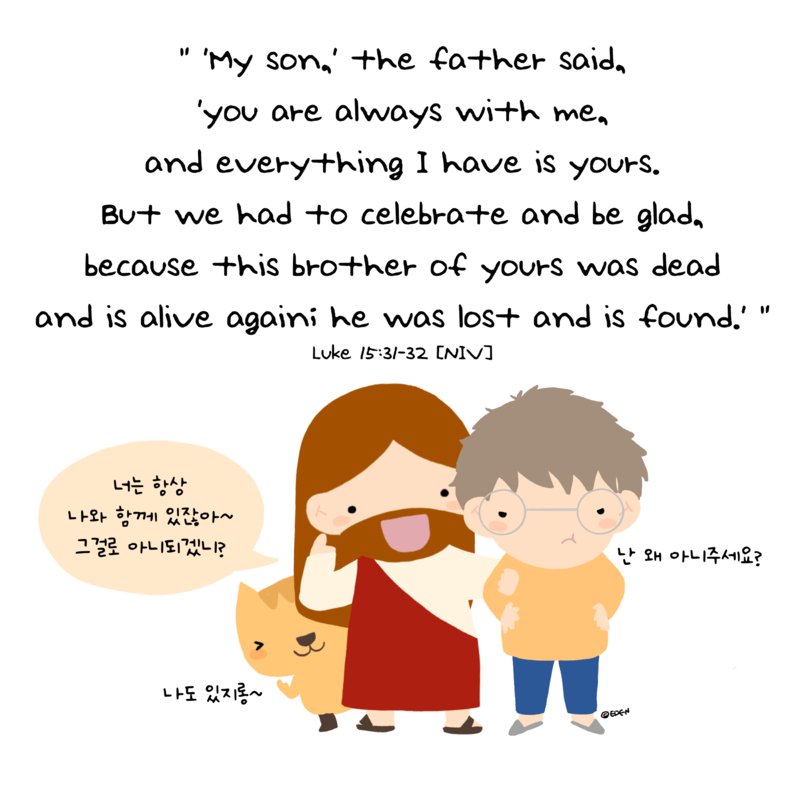 " 'My son,' the father said,
'you are always with me,
and everything I have is yours.
But we had to celebrate and be glad,
because this brother of yours was dead
and is alive again; he was lost and is found.' "
Luke 15:31-32 [NIV]
너는 항상
나와 함께 있잖아~
그걸로 아니되겠니?
난 왜 아니주세요?
나도 있지롱~
©EDEN